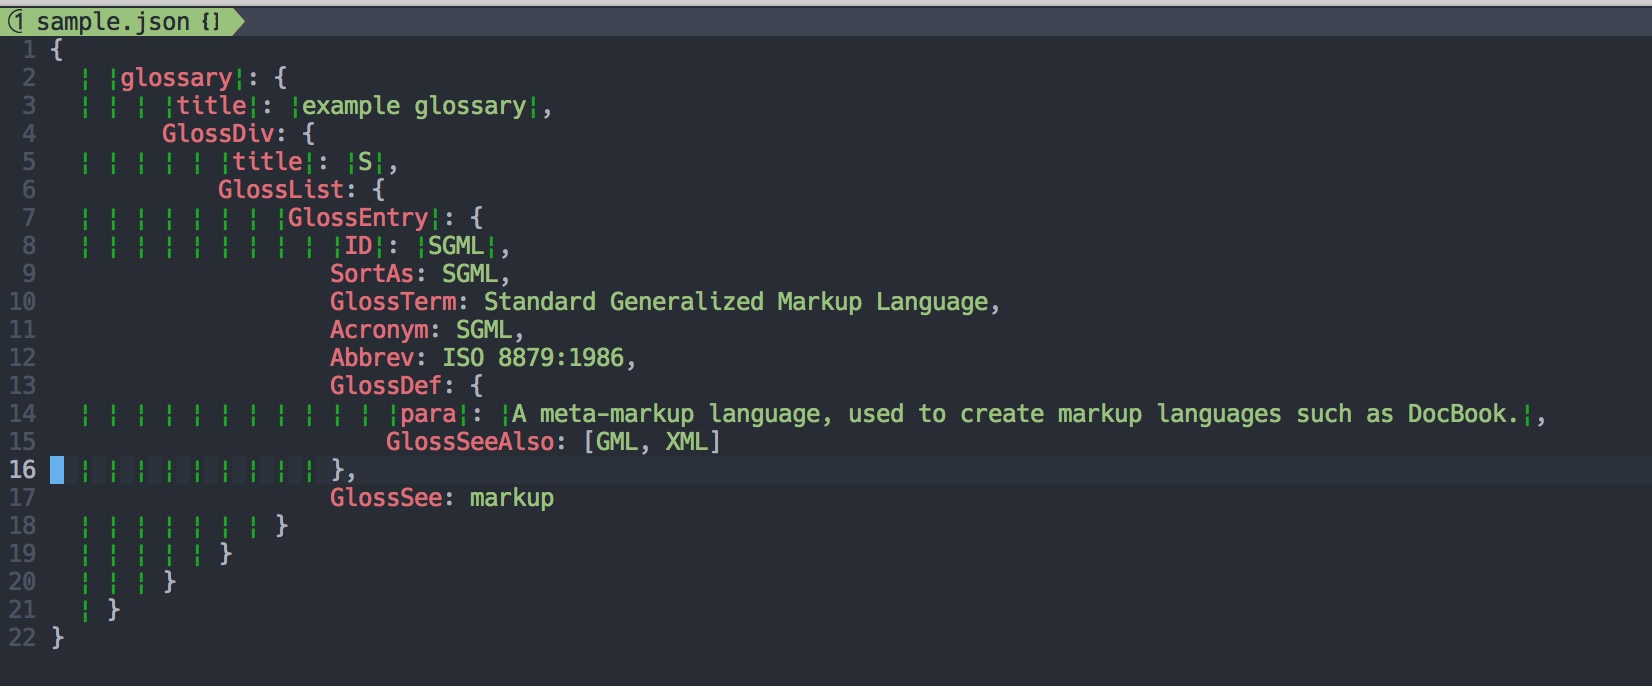 ① sample.json {}
1 {
2 ¦ ¦glossary¦: {
3 ¦ ¦ ¦ ¦title¦: ¦example glossary¦,
4 GlossDiv: {
5 ¦ ¦ ¦ ¦ ¦ ¦title¦: ¦S¦,
6 GlossList: {
7 ¦ ¦ ¦ ¦ ¦ ¦ ¦ ¦GlossEntry¦: {
8 ¦ ¦ ¦ ¦ ¦ ¦ ¦ ¦ ¦ ¦ID¦: ¦SGML¦,
9 SortAs: SGML,
10 GlossTerm: Standard Generalized Markup Language,
11 Acronym: SGML,
12 Abbrev: ISO 8879:1986,
13 GlossDef: {
14 ¦ ¦ ¦ ¦ ¦ ¦ ¦ ¦ ¦ ¦ ¦ ¦para¦: ¦A meta-markup language, used to create markup languages such as DocBook.¦,
15 GlossSeeAlso: [GML, XML]
16 ¦ ¦ ¦ ¦ ¦ ¦ ¦ ¦ ¦ },
17 GlossSee: markup
18 ¦ ¦ ¦ ¦ ¦ ¦ ¦ }
19 ¦ ¦ ¦ ¦ ¦ }
20 ¦ ¦ ¦ }
21 ¦ }
22 }